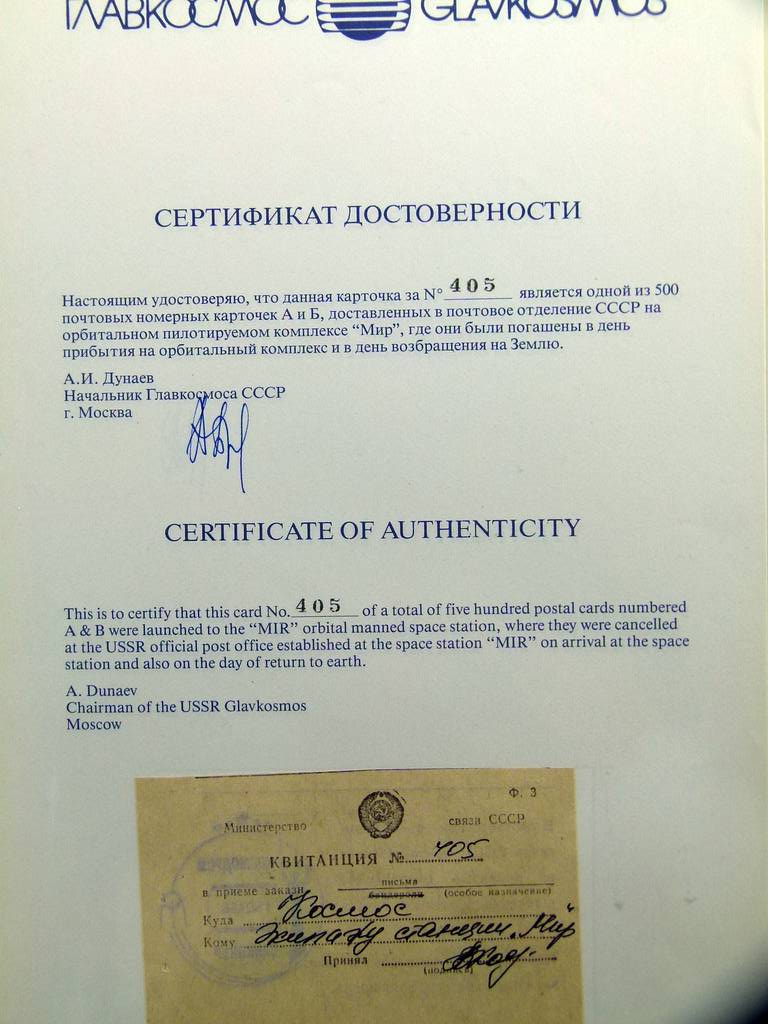 ГЛАВКОСМОС GLAVKOSMOS
СЕРТИФИКАТ ДОСТОВЕРНОСТИ
Настоящим удостоверяю, что данная карточка за N° 405 является одной из 500
почтовых номерных карточек А и Б, доставленных в почтовое отделение СССР на
орбитальном пилотируемом комплексе “Мир”, где они были погашены в день
прибытия на орбитальный комплекс и в день возбращения на Землю.
А.И. Дунаев
Начальник Главкосмоса СССР
г. Москва
CERTIFICATE OF AUTHENTICITY
This is to certify that this card No. 405 of a total of five hundred postal cards numbered
A & B were launched to the “MIR” orbital manned space station, where they were cancelled
at the USSR official post office established at the space station “MIR” on arrival at the space
station and also on the day of return to earth.
A. Dunaev
Chairman of the USSR Glavkosmos
Moscow
Ф. 3
Министерство связи СССР
КВИТАНЦИЯ № 405
письма
в приеме заказн. бандероли (особое назначение)
Куда Космос
Кому Экипажу станции „Мир
Принял
(подпись)